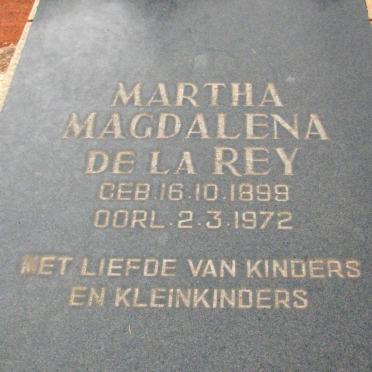 MARTHA
MAGDALENA
DE LA REY
GEB. 16.10.1899
OORL. 2.3.1972
MET LIEFDE VAN KINDERS
EN KLEINKINDERS